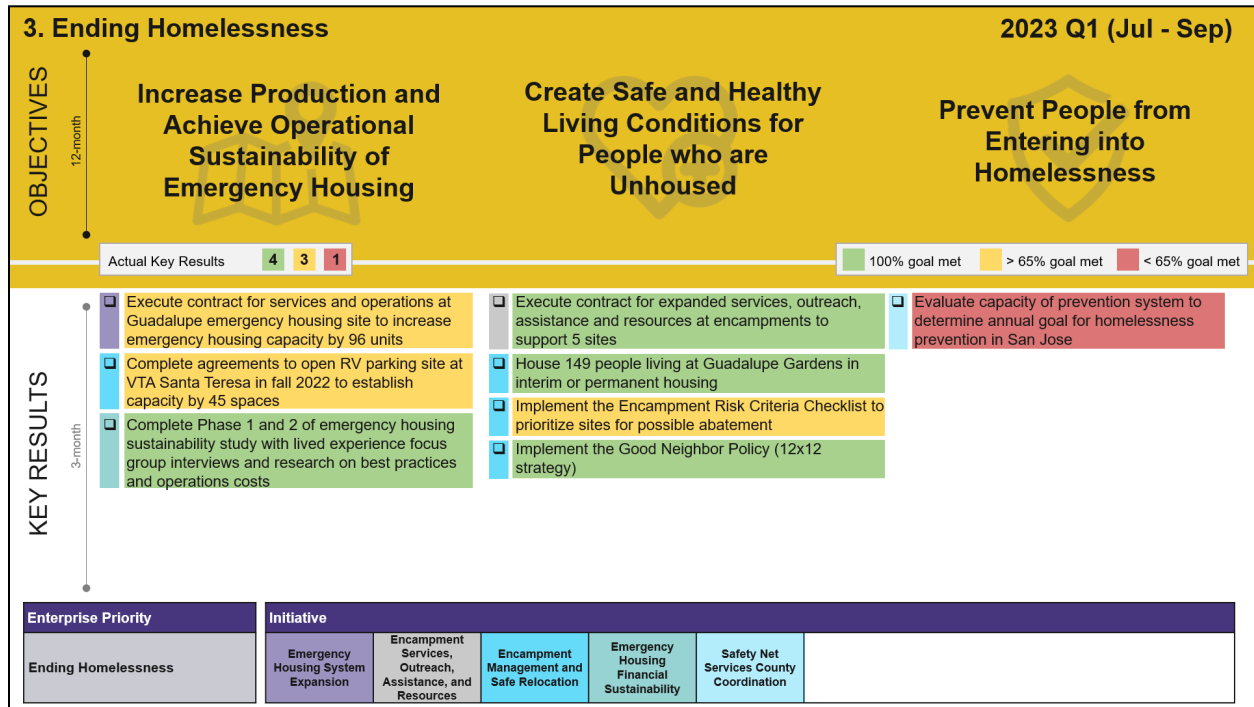 3. Ending Homelessness
2023 Q1 (Jul - Sep)
OBJECTIVES
12-month
Increase Production and
Achieve Operational
Sustainability of
Emergency Housing
Create Safe and Healthy
Living Conditions for
People who are
Unhoused
Prevent People from
Entering into
Homelessness
Actual Key Results 4 3 1
100% goal met > 65% goal met < 65% goal met
KEY RESULTS
3-month
Execute contract for services and operations at
Guadalupe emergency housing site to increase
emergency housing capacity by 96 units
Complete agreements to open RV parking site at
VTA Santa Teresa in fall 2022 to establish
capacity by 45 spaces
Complete Phase 1 and 2 of emergency housing
sustainability study with lived experience focus
group interviews and research on best practices
and operations costs
Execute contract for expanded services, outreach,
assistance and resources at encampments to
support 5 sites
House 149 people living at Guadalupe Gardens in
interim or permanent housing
Implement the Encampment Risk Criteria Checklist to
prioritize sites for possible abatement
Implement the Good Neighbor Policy (12x12
strategy)
Evaluate capacity of prevention system to
determine annual goal for homelessness
prevention in San Jose
Enterprise Priority
Initiative
Ending Homelessness
Emergency
Housing System
Expansion
Encampment
Services,
Outreach,
Assistance, and
Resources
Encampment
Management and
Safe Relocation
Emergency
Housing
Financial
Sustainability
Safety Net
Services County
Coordination